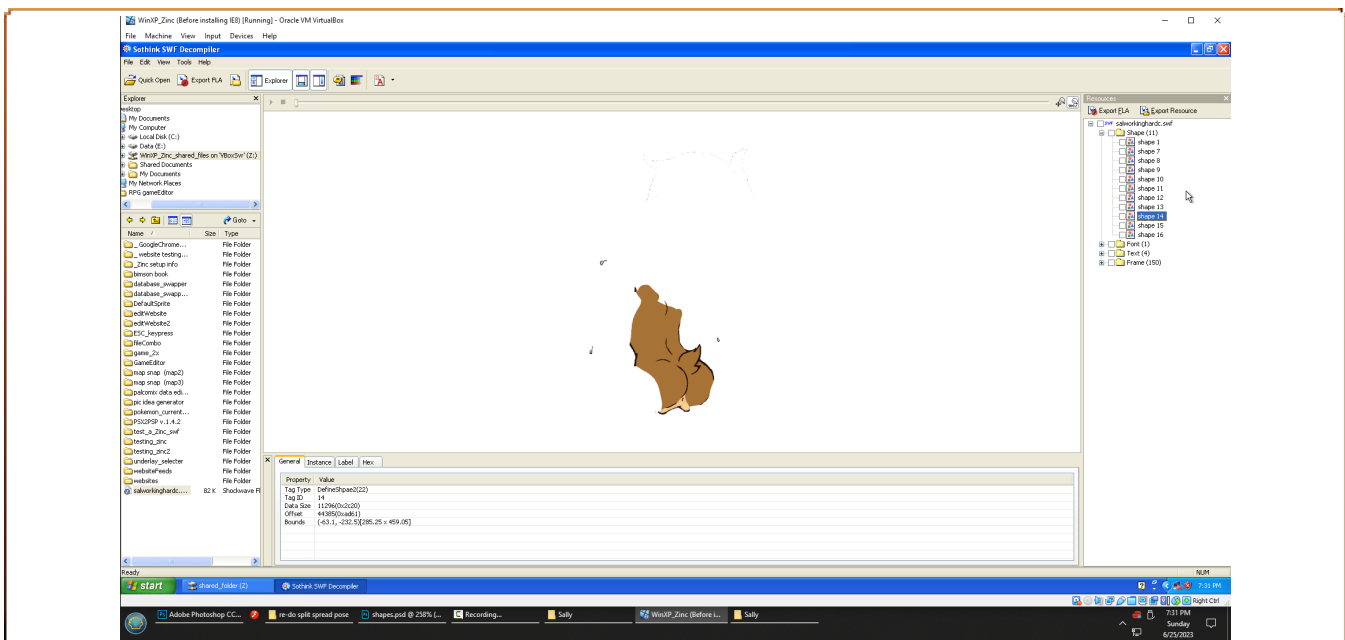 WinXP_Zinc (Before installing IE8) [Running] - Oracle VM VirtualBox
File Machine View Input Devices Help
Sothink SWF Decompiler
File Edit View Tools Help
Quick Open Export FLA Explorer
Explorer
esktop
My Documents
My Computer
Local Disk (C:)
Data (E:)
WinXP_Zinc_shared_files on 'VBoxSvr' (Z:)
Shared Documents
My Documents
My Network Places
RPG gameEditor
Goto
Name Size Type
_GoogleChrome... File Folder
_website testing... File Folder
_Zinc setup info File Folder
bimson book File Folder
database_swapper File Folder
database_swapp... File Folder
DefaultSprite File Folder
editWebsite File Folder
editWebsite2 File Folder
ESC_keypress File Folder
fileCombo File Folder
game_2x File Folder
GameEditor File Folder
map snap (map2) File Folder
map snap (map3) File Folder
palcomix data edi... File Folder
pic idea generator File Folder
pokemon_current... File Folder
PSX2PSP v.1.4.2 File Folder
test_a_Zinc_swf File Folder
testing_zinc File Folder
testing_zinc2 File Folder
underlay_selecter File Folder
websiteFeeds File Folder
websites File Folder
salworkinghardc.... 82 K Shockwave Fl
General Instance Label Hex
Property Value
Tag Type DefineShpae2(22)
Tag ID 14
Data Size 11296(0x2c20)
Offset 44385(0xad61)
Bounds (-63.1, -232.5)[285.25 x 459.05]
Resources
Export FLA Export Resource
salworkinghardc.swf
Shape (11)
shape 1
shape 7
shape 8
shape 9
shape 10
shape 11
shape 12
shape 13
shape 14
shape 15
shape 16
Font (1)
Text (4)
Frame (150)
Ready NUM
start shared_folder (Z) Sothink SWF Decompiler 7:31 PM
Right Ctrl
Adobe Photoshop CC... re-do split spread pose shapes.psd @ 258% (... Recording... Sally WinXP_Zinc (Before i... Sally
7:31 PM
Sunday
6/25/2023